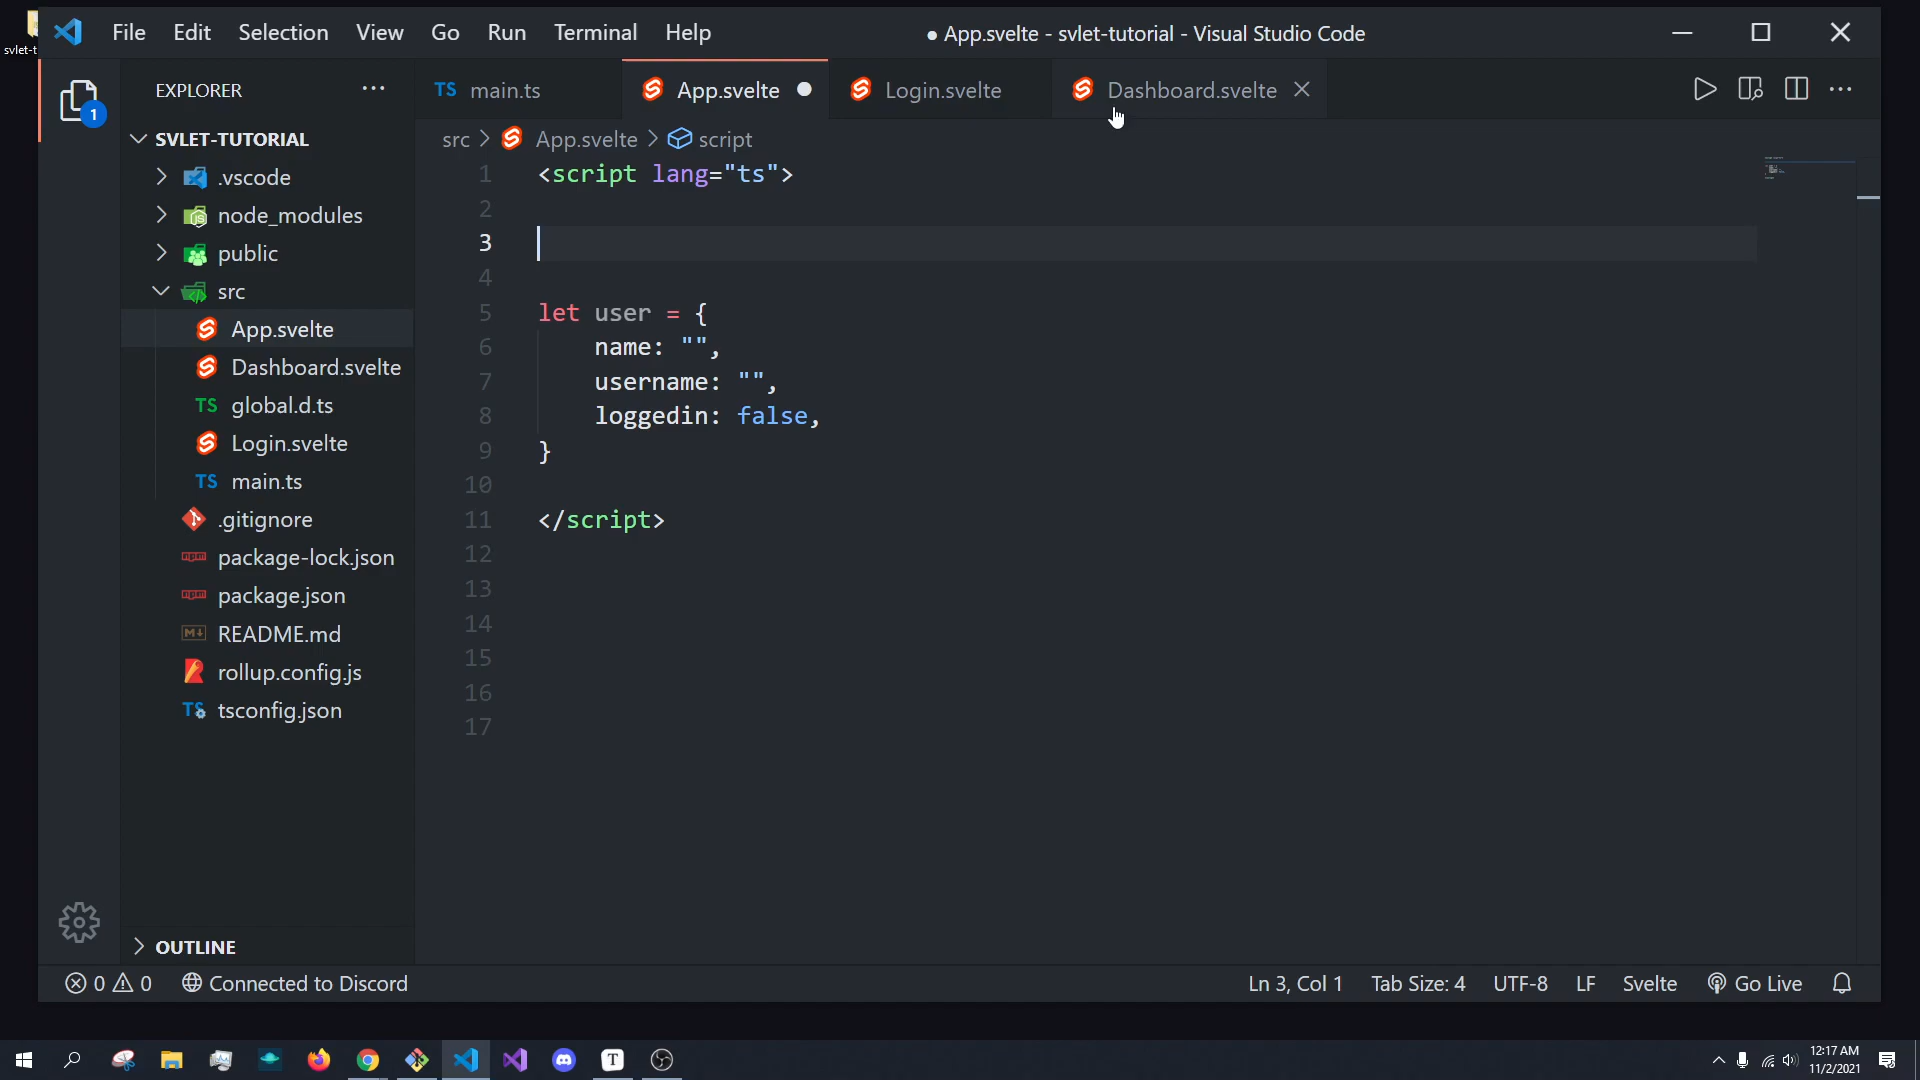 svlet-t
File Edit Selection View Go Run Terminal Help
● App.svelte - svlet-tutorial - Visual Studio Code
1
EXPLORER
SVLET-TUTORIAL
.vscode
node_modules
public
src
App.svelte
Dashboard.svelte
TS global.d.ts
Login.svelte
TS main.ts
.gitignore
package-lock.json
package.json
README.md
rollup.config.js
TS tsconfig.json
OUTLINE
TS main.ts App.svelte ● Login.svelte Dashboard.svelte
src > App.svelte > script
1 <script lang="ts">
2
3
4
5 let user = {
6 name: "",
7 username: "",
8 loggedin: false,
9 }
10
11 </script>
12
13
14
15
16
17
0 0 Connected to Discord Ln 3, Col 1 Tab Size: 4 UTF-8 LF Svelte Go Live
T
12:17 AM
11/2/2021